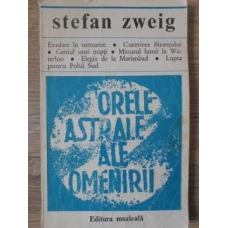 stefan zweig
Evadare în nemurire • Cucerirea Bizanțului
• Geniul unei nopți • Minutul lumii la Wa-
terloo • Elegia de la Marienbad • Lupta
pentru Polul Sud
ORELE
ASTRALE
ALE
OMENIRII
Editura muzicală